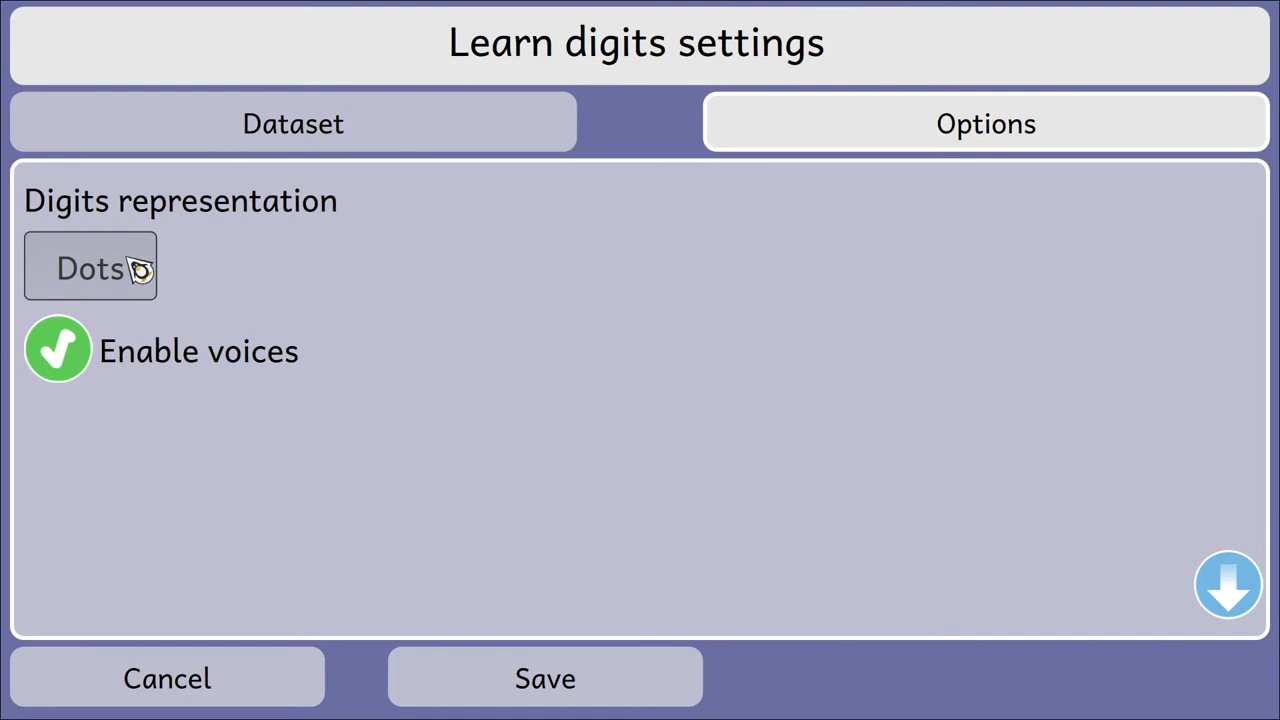 Learn digits settings
Dataset
Options
Digits representation
Dots
Enable voices
Cancel
Save